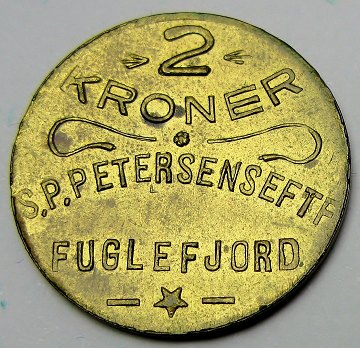 2
KRONER
S.P. PETERSENS EFTF
FUGLEFJORD